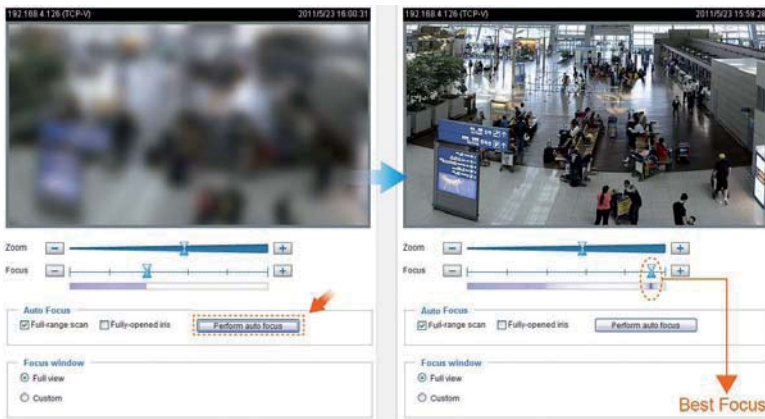 192.168.4.126 (TCP-V) 2011/5/23 16:00:31
Zoom
Focus
Auto Focus
Full-range scan Fully-opened iris Perform auto focus
Focus window
Full view
Custom
192.168.4.126 (TCP-V) 2011/5/23 15:59:28
Zoom
Focus
Auto Focus
Full-range scan Fully-opened iris Perform auto focus
Focus window
Full view
Custom
Best Focus